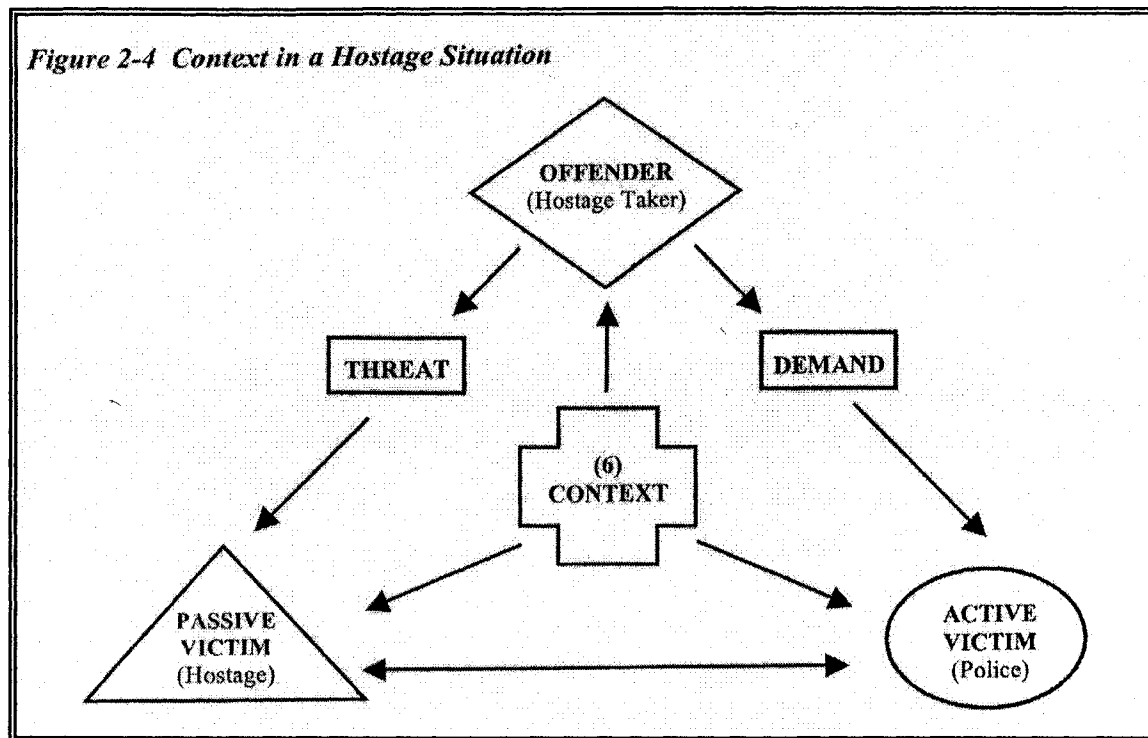 Figure 2-4 Context in a Hostage Situation
OFFENDER
(Hostage Taker)
THREAT
DEMAND
(6)
CONTEXT
PASSIVE
VICTIM
(Hostage)
ACTIVE
VICTIM
(Police)